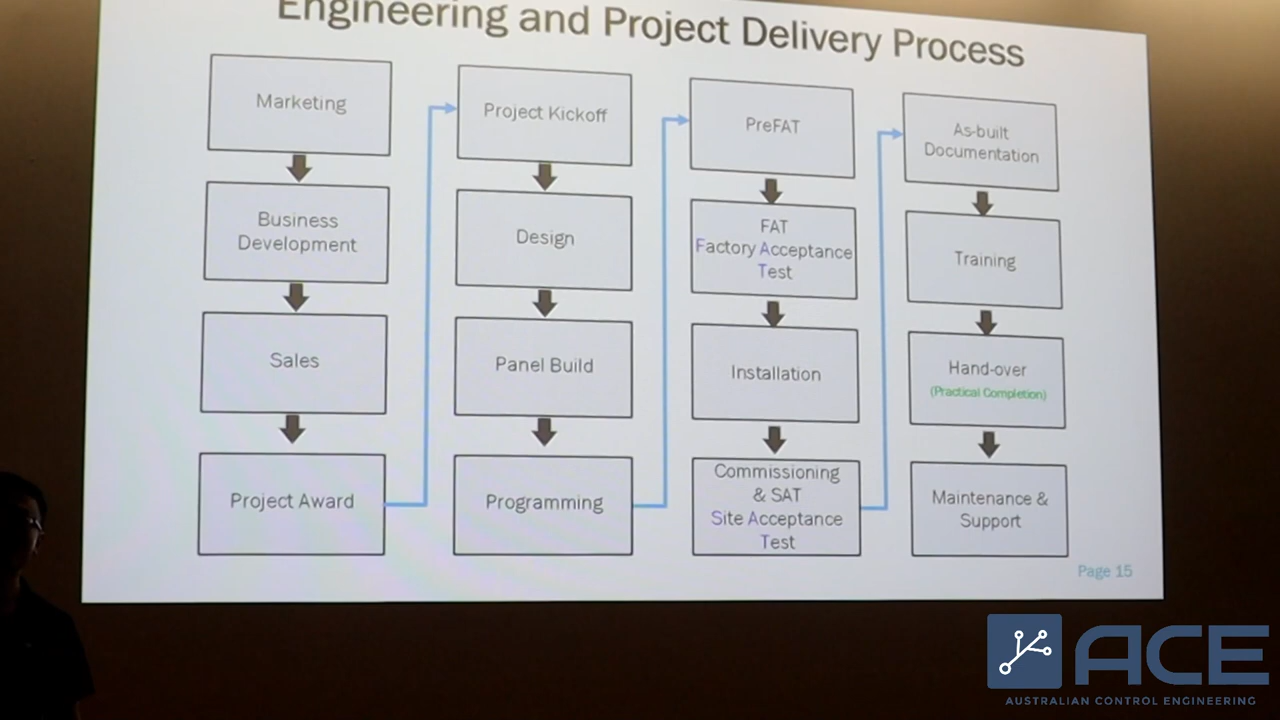 Engineering and Project Delivery Process
Marketing
Business
Development
Sales
Project Award
Project Kickoff
Design
Panel Build
Programming
PreFAT
FAT
Factory Acceptance
Test
Installation
Commissioning
& SAT
Site Acceptance
Test
As-built
Documentation
Training
Hand-over
(Practical Completion)
Maintenance &
Support
Page 15
ACE
AUSTRALIAN CONTROL ENGINEERING